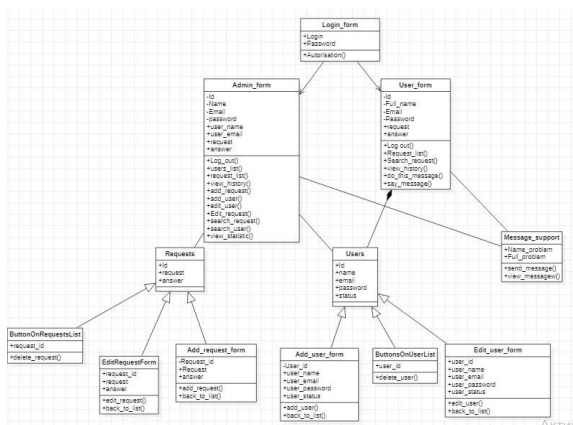 Login_form
+Login
+Password
+Autorisation()
Admin_form
-Id
-Name
-Email
-password
+user_name
+user_email
+request
+answer
+Log_out()
+users_list()
+request_list()
+view_history()
+add_request()
+add_user()
+edit_user()
+Edit_request()
+search_request()
+search_user()
+view_statistic()
User_form
-Id
-Full_name
-Email
-Password
+request
+answer
+Log out()
+Request_list()
+Search_request()
+view_history()
+do_this_message()
+say_message()
Message_support
+Name_problem
+Full_problem
+send_message()
+view_messagew()
Requests
+Id
+request
+answer
Users
+Id
+name
+email
+password
+status
ButtonOnRequestsList
+request_id
+delete_request()
EditRequestForm
+request_id
+request
+answer
+edit_request()
+back_to_list()
Add_request_form
-Request_id
+Request
+answer
+add_request()
+back_to_list()
Add_user_form
-User_id
+user_name
+user_email
+user_password
+user_status
+add_user()
+back_to_list()
ButtonsOnUserList
+user_id
+delete_user()
Edit_user_form
+user_id
+user_name
+user_email
+user_password
+user_status
+edit_user()
+back_to_list()